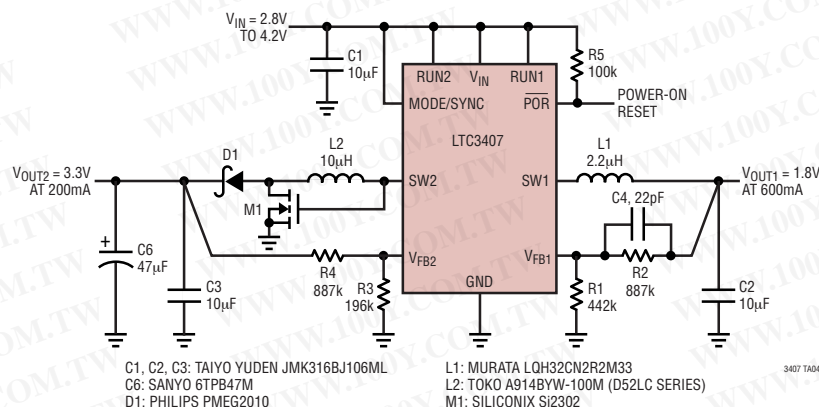 V_IN = 2.8V
TO 4.2V
C1
10µF
RUN2
V_IN
RUN1
R5
100k
MODE/SYNC
POR
POWER-ON
RESET
LTC3407
V_OUT2 = 3.3V
AT 200mA
D1
L2
10µH
SW2
SW1
L1
2.2µH
V_OUT1 = 1.8V
AT 600mA
M1
C4, 22pF
+
C6
47µF
C3
10µF
R4
887k
R3
196k
V_FB2
V_FB1
GND
R1
442k
R2
887k
C2
10µF
C1, C2, C3: TAIYO YUDEN JMK316BJ106ML
C6: SANYO 6TPB47M
D1: PHILIPS PMEG2010
L1: MURATA LQH32CN2R2M33
L2: TOKO A914BYW-100M (D52LC SERIES)
M1: SILICONIX Si2302
3407 TA04
WWW.100Y.COM.TW